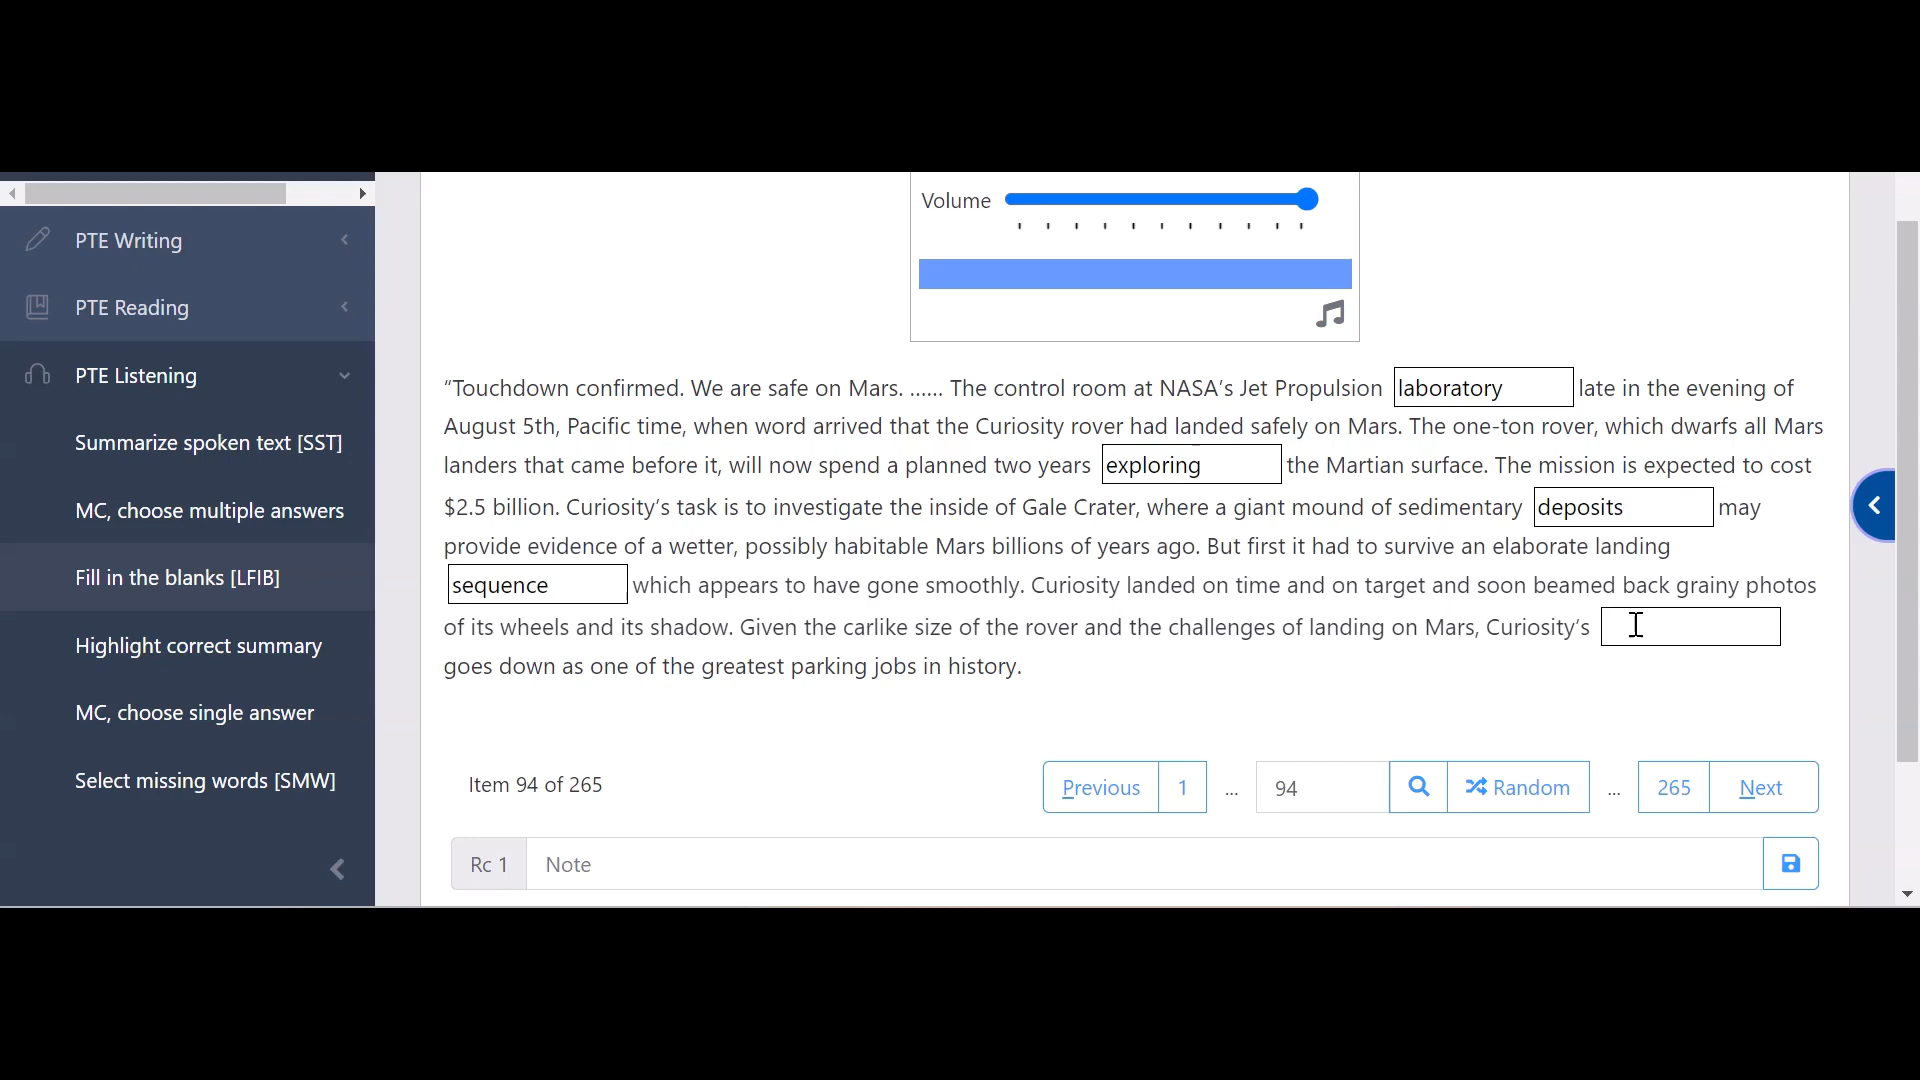 PTE Writing
PTE Reading
PTE Listening
Summarize spoken text [SST]
MC, choose multiple answers
Fill in the blanks [LFIB]
Highlight correct summary
MC, choose single answer
Select missing words [SMW]
Volume
“Touchdown confirmed. We are safe on Mars. ...... The control room at NASA’s Jet Propulsion laboratory late in the evening of
August 5th, Pacific time, when word arrived that the Curiosity rover had landed safely on Mars. The one-ton rover, which dwarfs all Mars
landers that came before it, will now spend a planned two years exploring the Martian surface. The mission is expected to cost
$2.5 billion. Curiosity’s task is to investigate the inside of Gale Crater, where a giant mound of sedimentary deposits may
provide evidence of a wetter, possibly habitable Mars billions of years ago. But first it had to survive an elaborate landing
sequence which appears to have gone smoothly. Curiosity landed on time and on target and soon beamed back grainy photos
of its wheels and its shadow. Given the carlike size of the rover and the challenges of landing on Mars, Curiosity’s
goes down as one of the greatest parking jobs in history.
Item 94 of 265
Previous 1 ... 94 Random ... 265 Next
Rc 1 Note